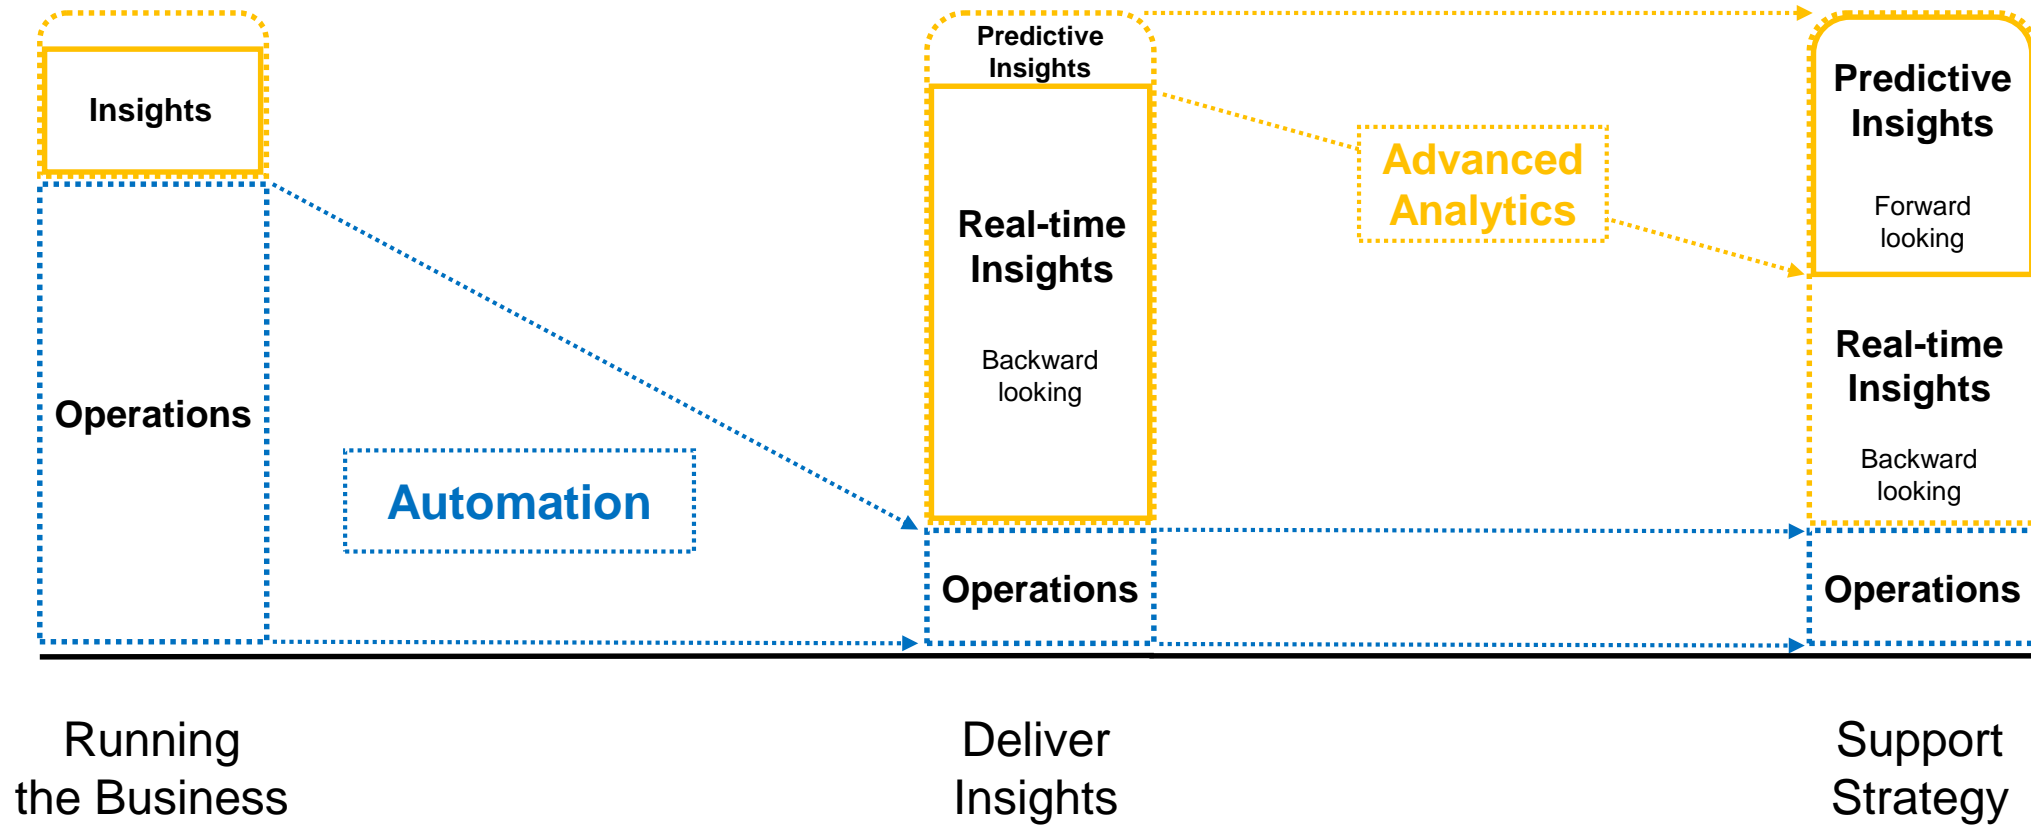 Insights
Operations
Automation
Predictive
Insights
Real-time
Insights
Backward
looking
Operations
Advanced
Analytics
Predictive
Insights
Forward
looking
Real-time
Insights
Backward
looking
Operations
Running
the Business
Deliver
Insights
Support
Strategy